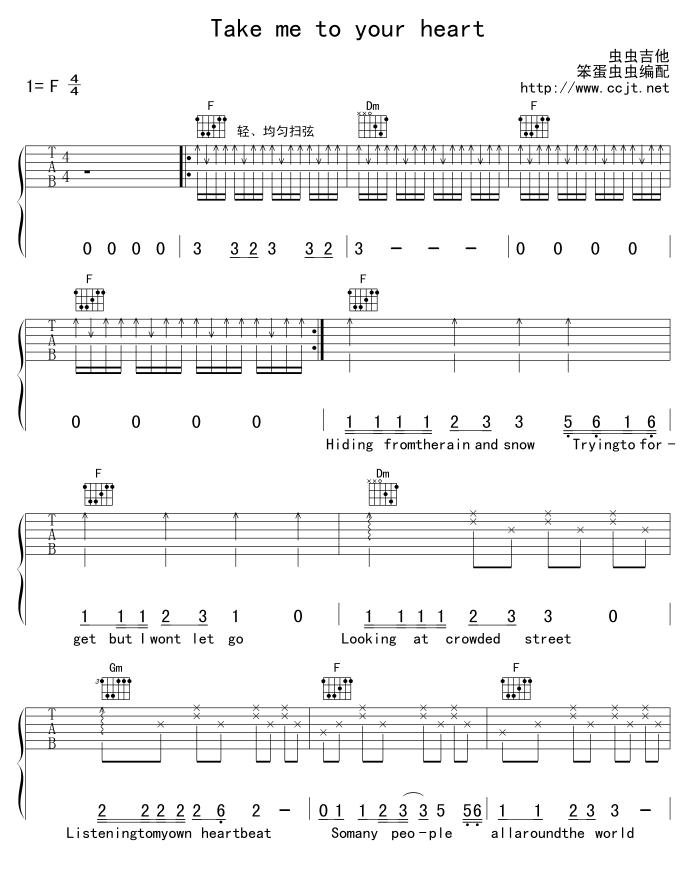 Take me to your heart
虫虫吉他
笨蛋虫虫编配
1= F 4/4 http://www.ccjt.net
F 轻、均匀扫弦 Dm F
T A B 4 4
0 0 0 0 3 3 2 3 3 2 3 - - - 0 0 0 0
F F
T A B
0 0 0 0 1 1 1 1 2 3 3 5 6 1 6
Hiding fromtherain and snow Tryingto for-
F Dm
T A B
1 1 1 2 3 1 0 1 1 1 1 2 3 3 0
get but I wont let go Looking at crowded street
Gm F F
3
T A B
2 2 2 2 2 6 2 - 0 1 1 2 3 3 5 5 6 1 1 2 3 3 -
Listeningtomyown heartbeat Somany peo-ple allaroundthe world